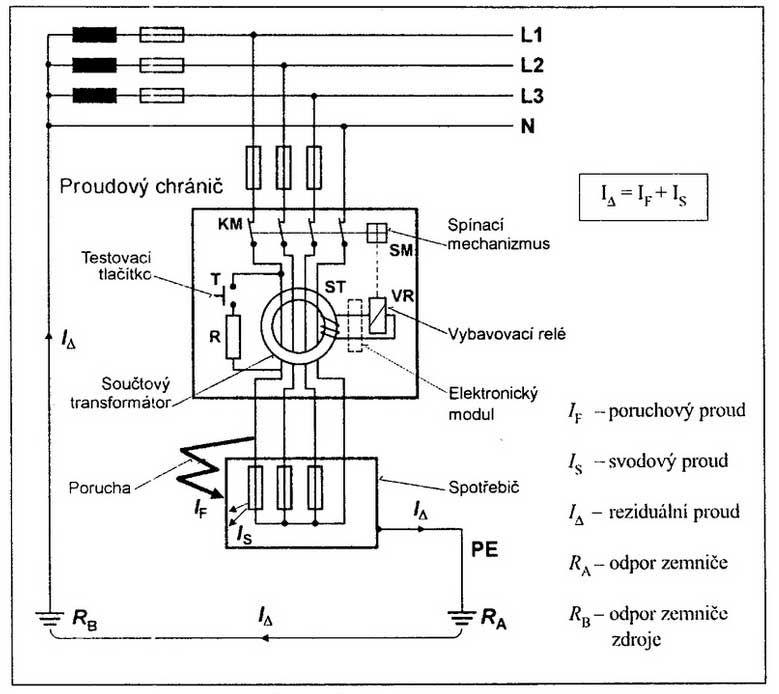 L1
L2
L3
N
Proudový chránič
I∆ = IF + IS
KM
Spínací
mechanizmus
SM
Testovací
tlačítko
T
ST
VR
R
Vybavovací relé
I∆
Součtový
transformátor
Elektronický
modul
IF – poruchový proud
IS – svodový proud
I∆ – reziduální proud
RA – odpor zemniče
RB – odpor zemniče
zdroje
Porucha
Spotřebič
IF
IS
I∆
PE
RB
I∆
RA